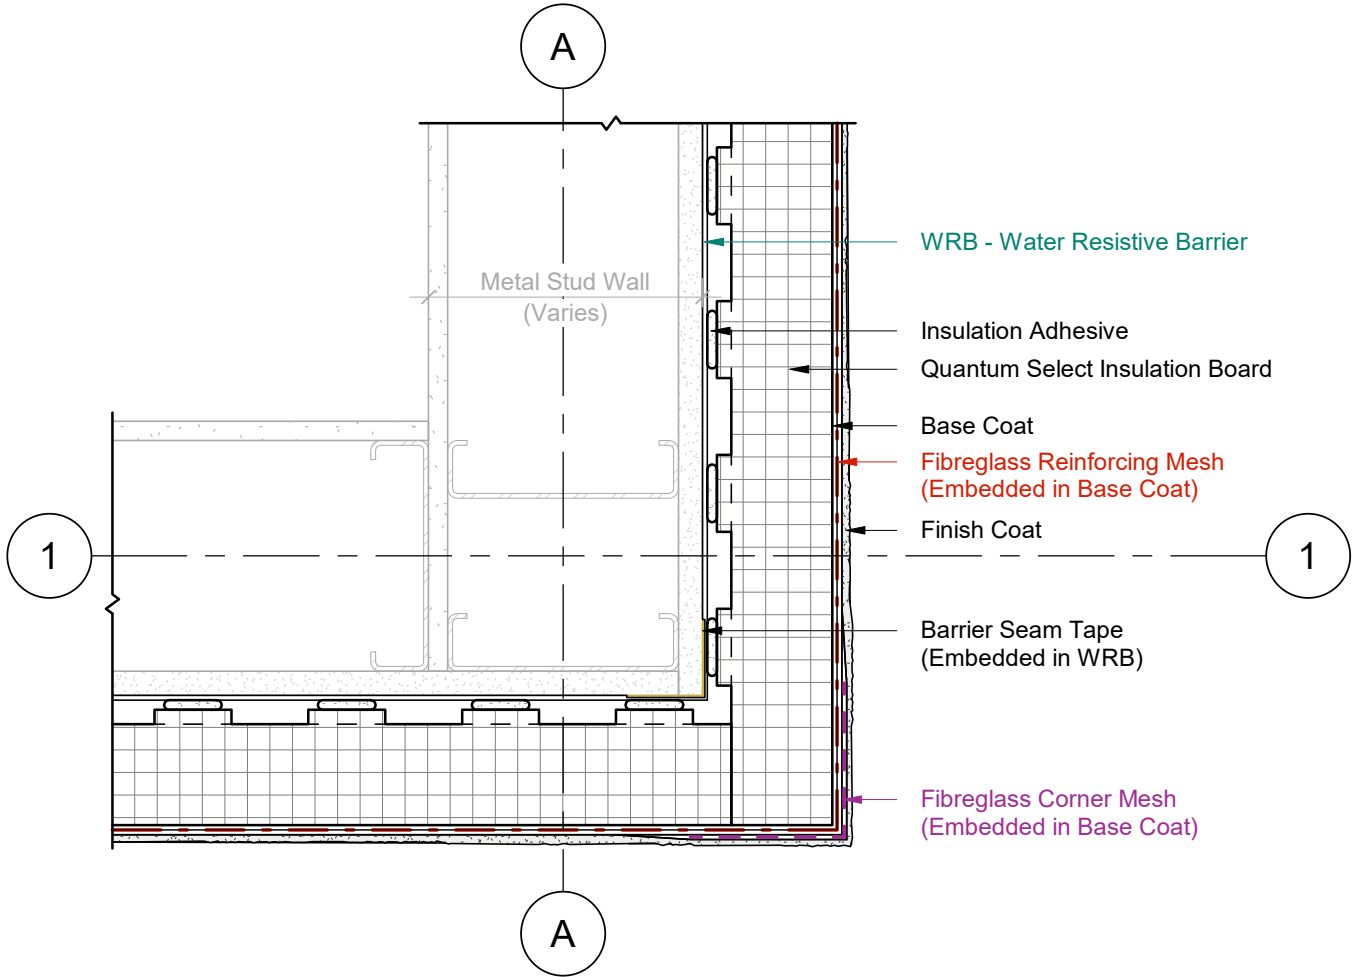 A
WRB - Water Resistive Barrier
Metal Stud Wall
(Varies)
Insulation Adhesive
Quantum Select Insulation Board
Base Coat
Fibreglass Reinforcing Mesh
(Embedded in Base Coat)
Finish Coat
1
1
Barrier Seam Tape
(Embedded in WRB)
Fibreglass Corner Mesh
(Embedded in Base Coat)
A